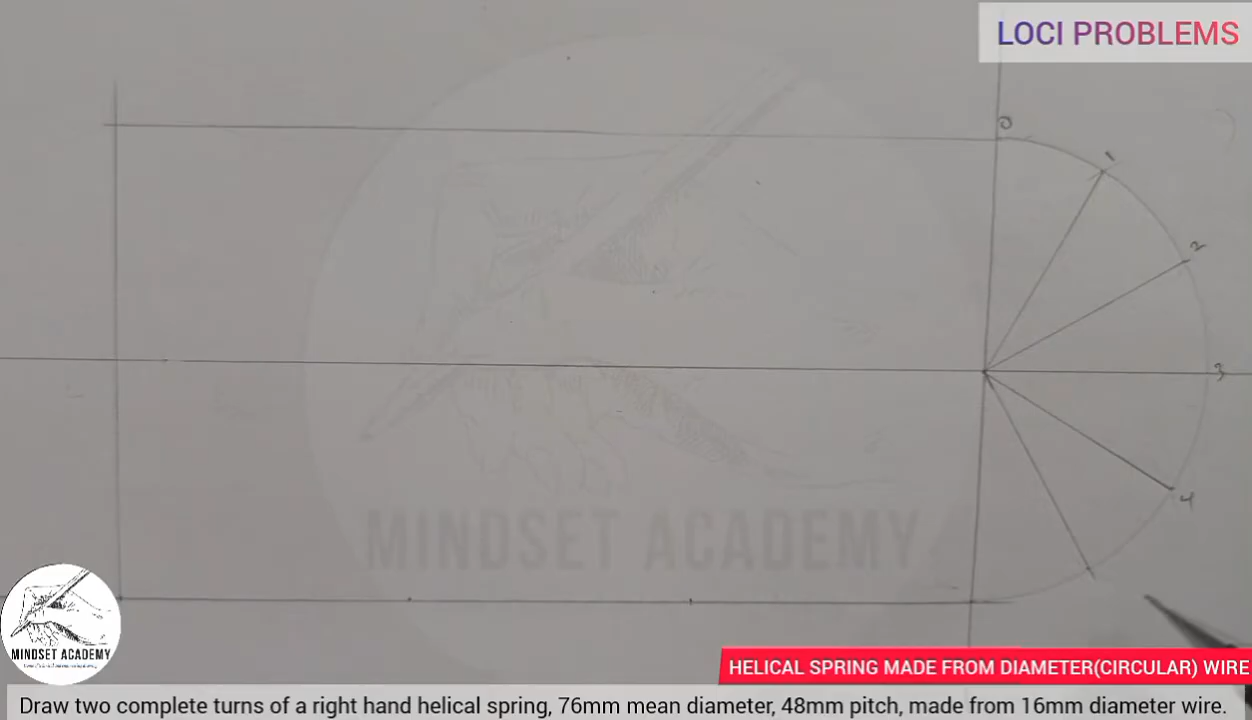 LOCI PROBLEMS
0
1
2
3
4
MINDSET ACADEMY
MINDSET ACADEMY
HELICAL SPRING MADE FROM DIAMETER(CIRCULAR) WIRE
Draw two complete turns of a right hand helical spring, 76mm mean diameter, 48mm pitch, made from 16mm diameter wire.